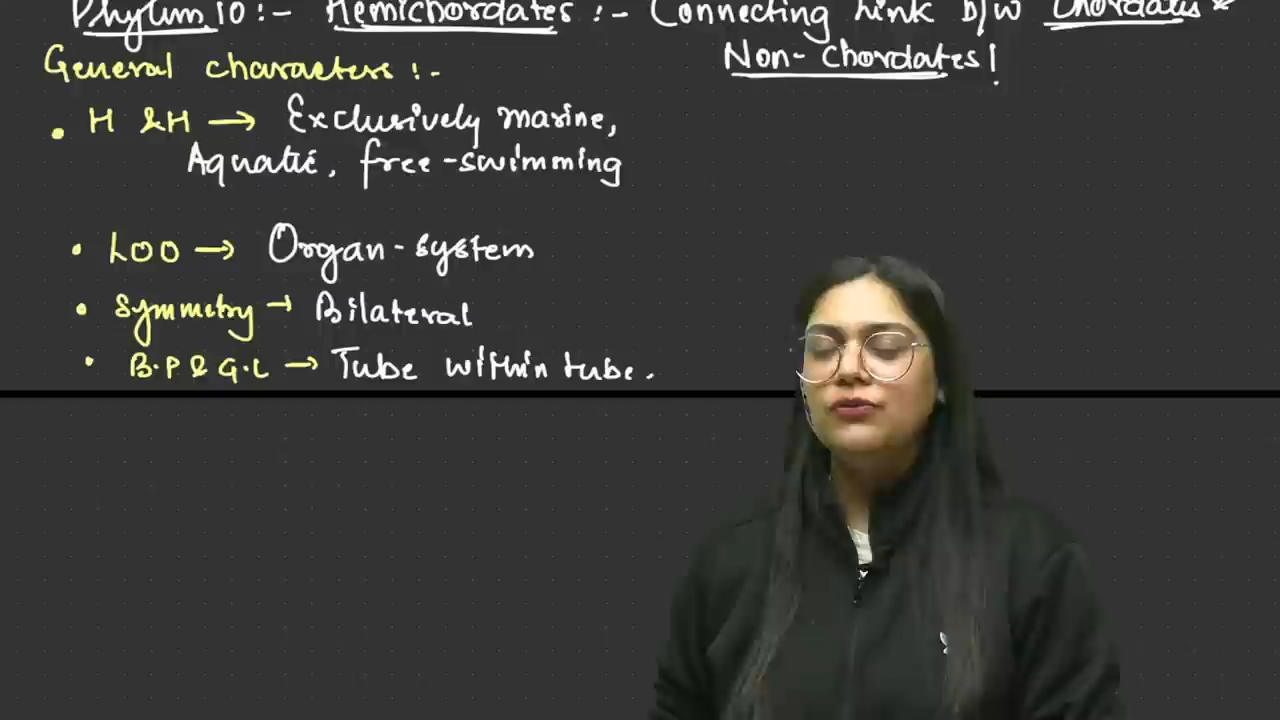 Phylum 10 :- Hemichordates :- Connecting Link b/w Chordates &
Non-Chordates!
General characters :-
• H & H → Exclusively marine,
Aquatic, free-swimming
• LOO → Organ-system
• Symmetry → Bilateral
• B.P & G.L → Tube within tube.